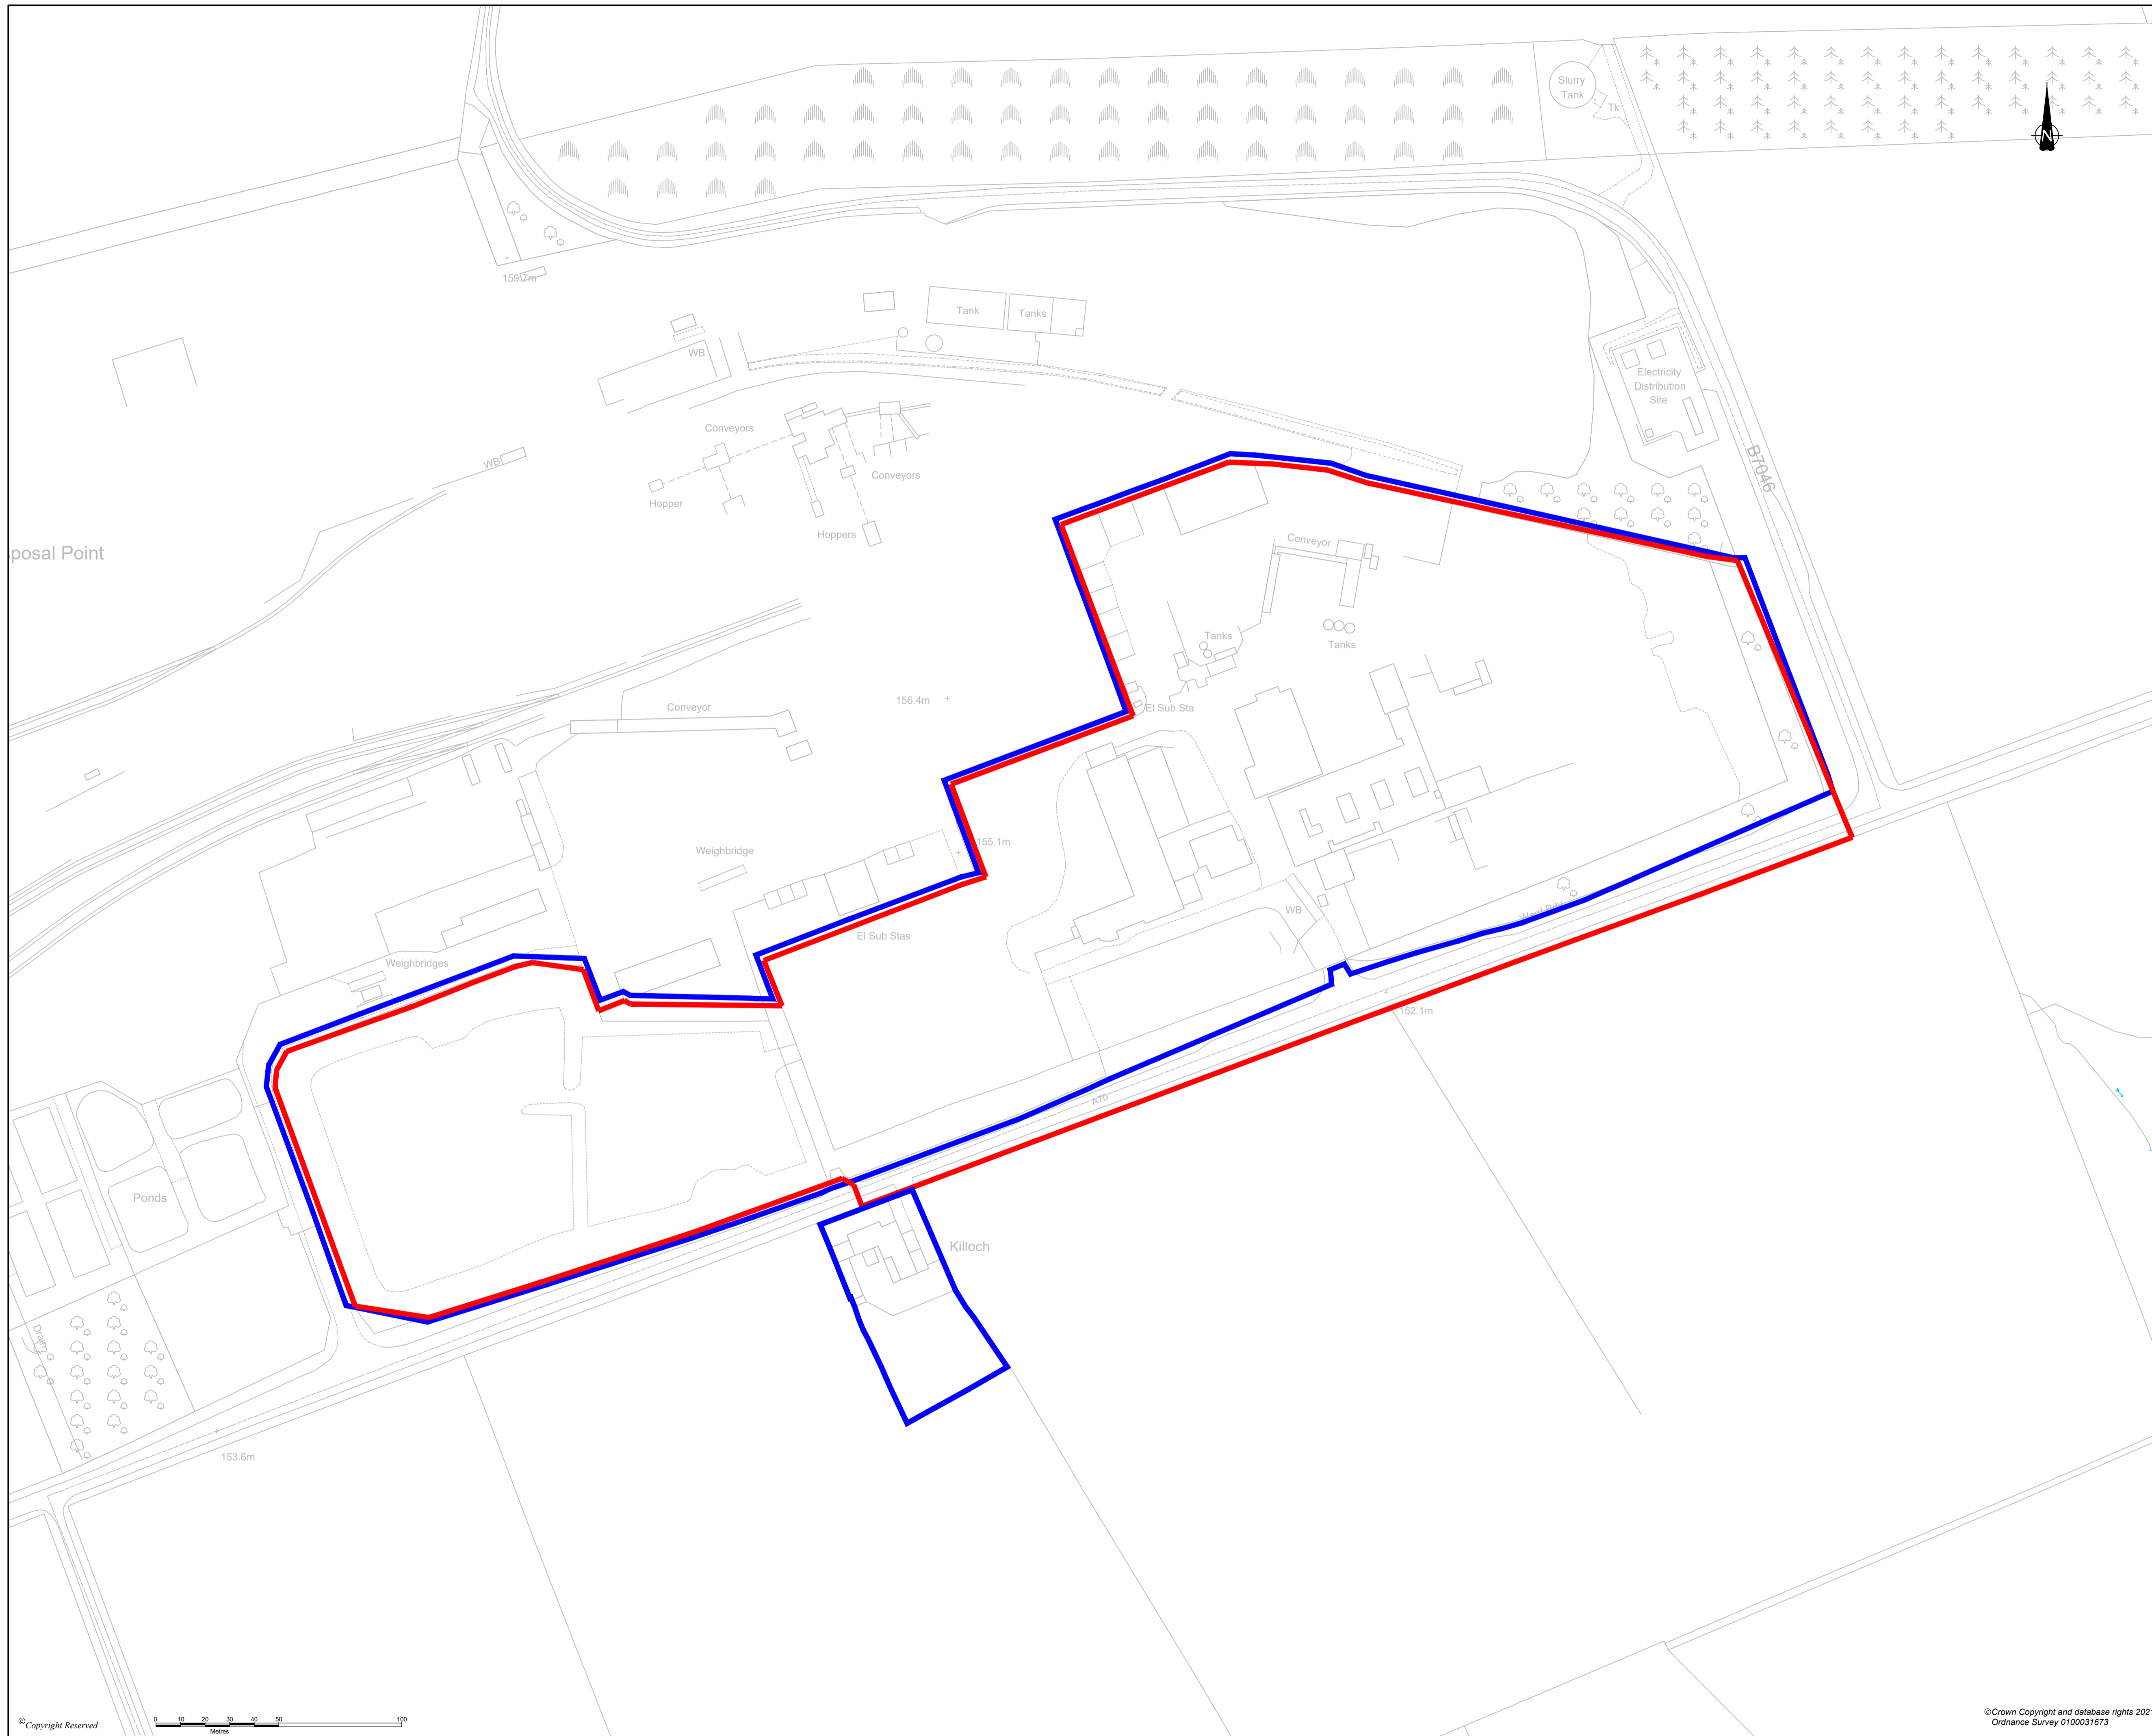 Slurry
Tank
Tk
N
159.7m
Tank
Tanks
WB
Electricity
Distribution
Site
Conveyors
B7046
WB
Conveyors
Hopper
Hoppers
Conveyor
posal Point
Tanks
Tanks
156.4m
El Sub Sta
Conveyor
155.1m
Weighbridge
WB
El Sub Stas
Weighbridges
152.1m
A70
Ponds
Killoch
Drain
153.6m
©Copyright Reserved
0 10 20 30 40 50 100
Metres
©Crown Copyright and database rights 202
Ordnance Survey 0100031673